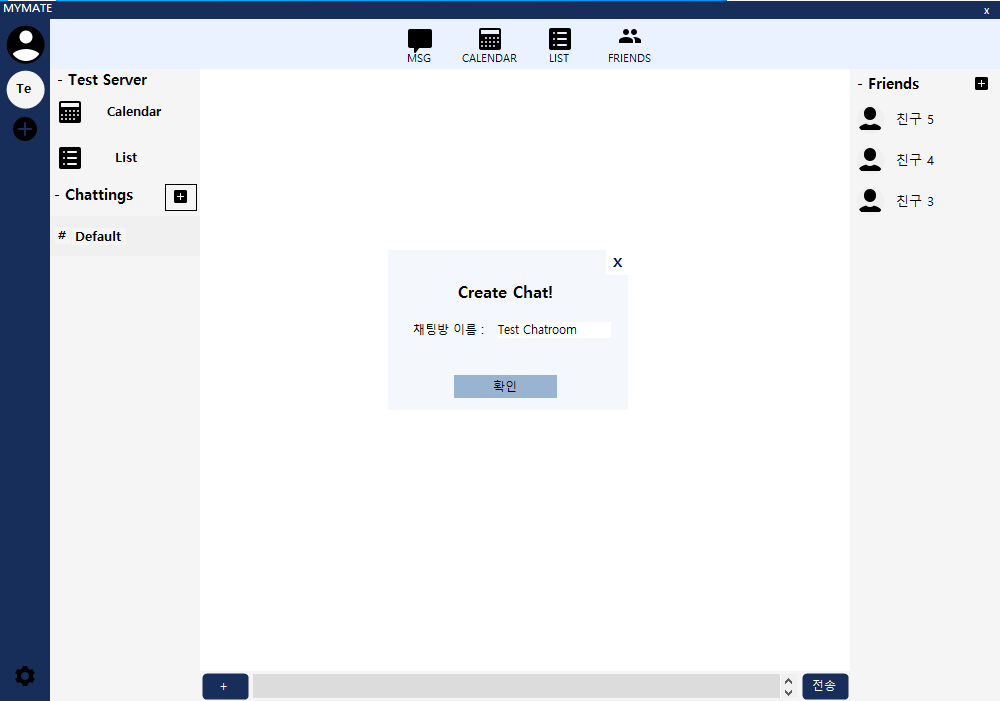 MYMATE x
MSG CALENDAR LIST FRIENDS
Te
- Test Server
Calendar
List
- Chattings
# Default
X
Create Chat!
채팅방 이름 : Test Chatroom
확인
- Friends
친구 5
친구 4
친구 3
+ 전송